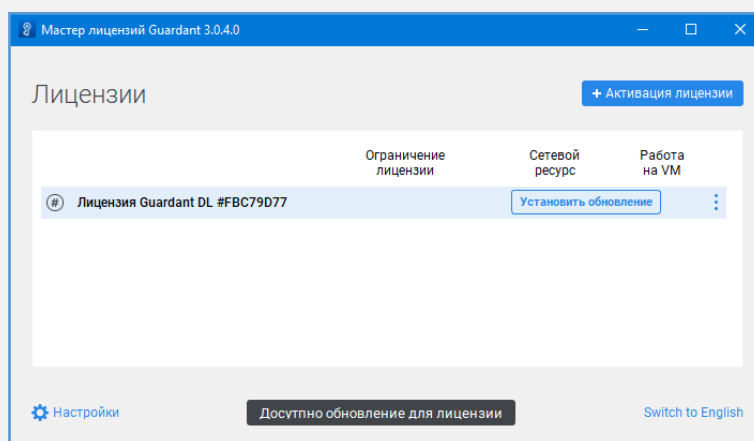 Мастер лицензий Guardant 3.0.4.0
Лицензии
+ Активация лицензии
Ограничение лицензии
Сетевой ресурс
Работа на VM
# Лицензия Guardant DL #FBC79D77
Установить обновление
Настройки
Досутпно обновление для лицензии
Switch to English